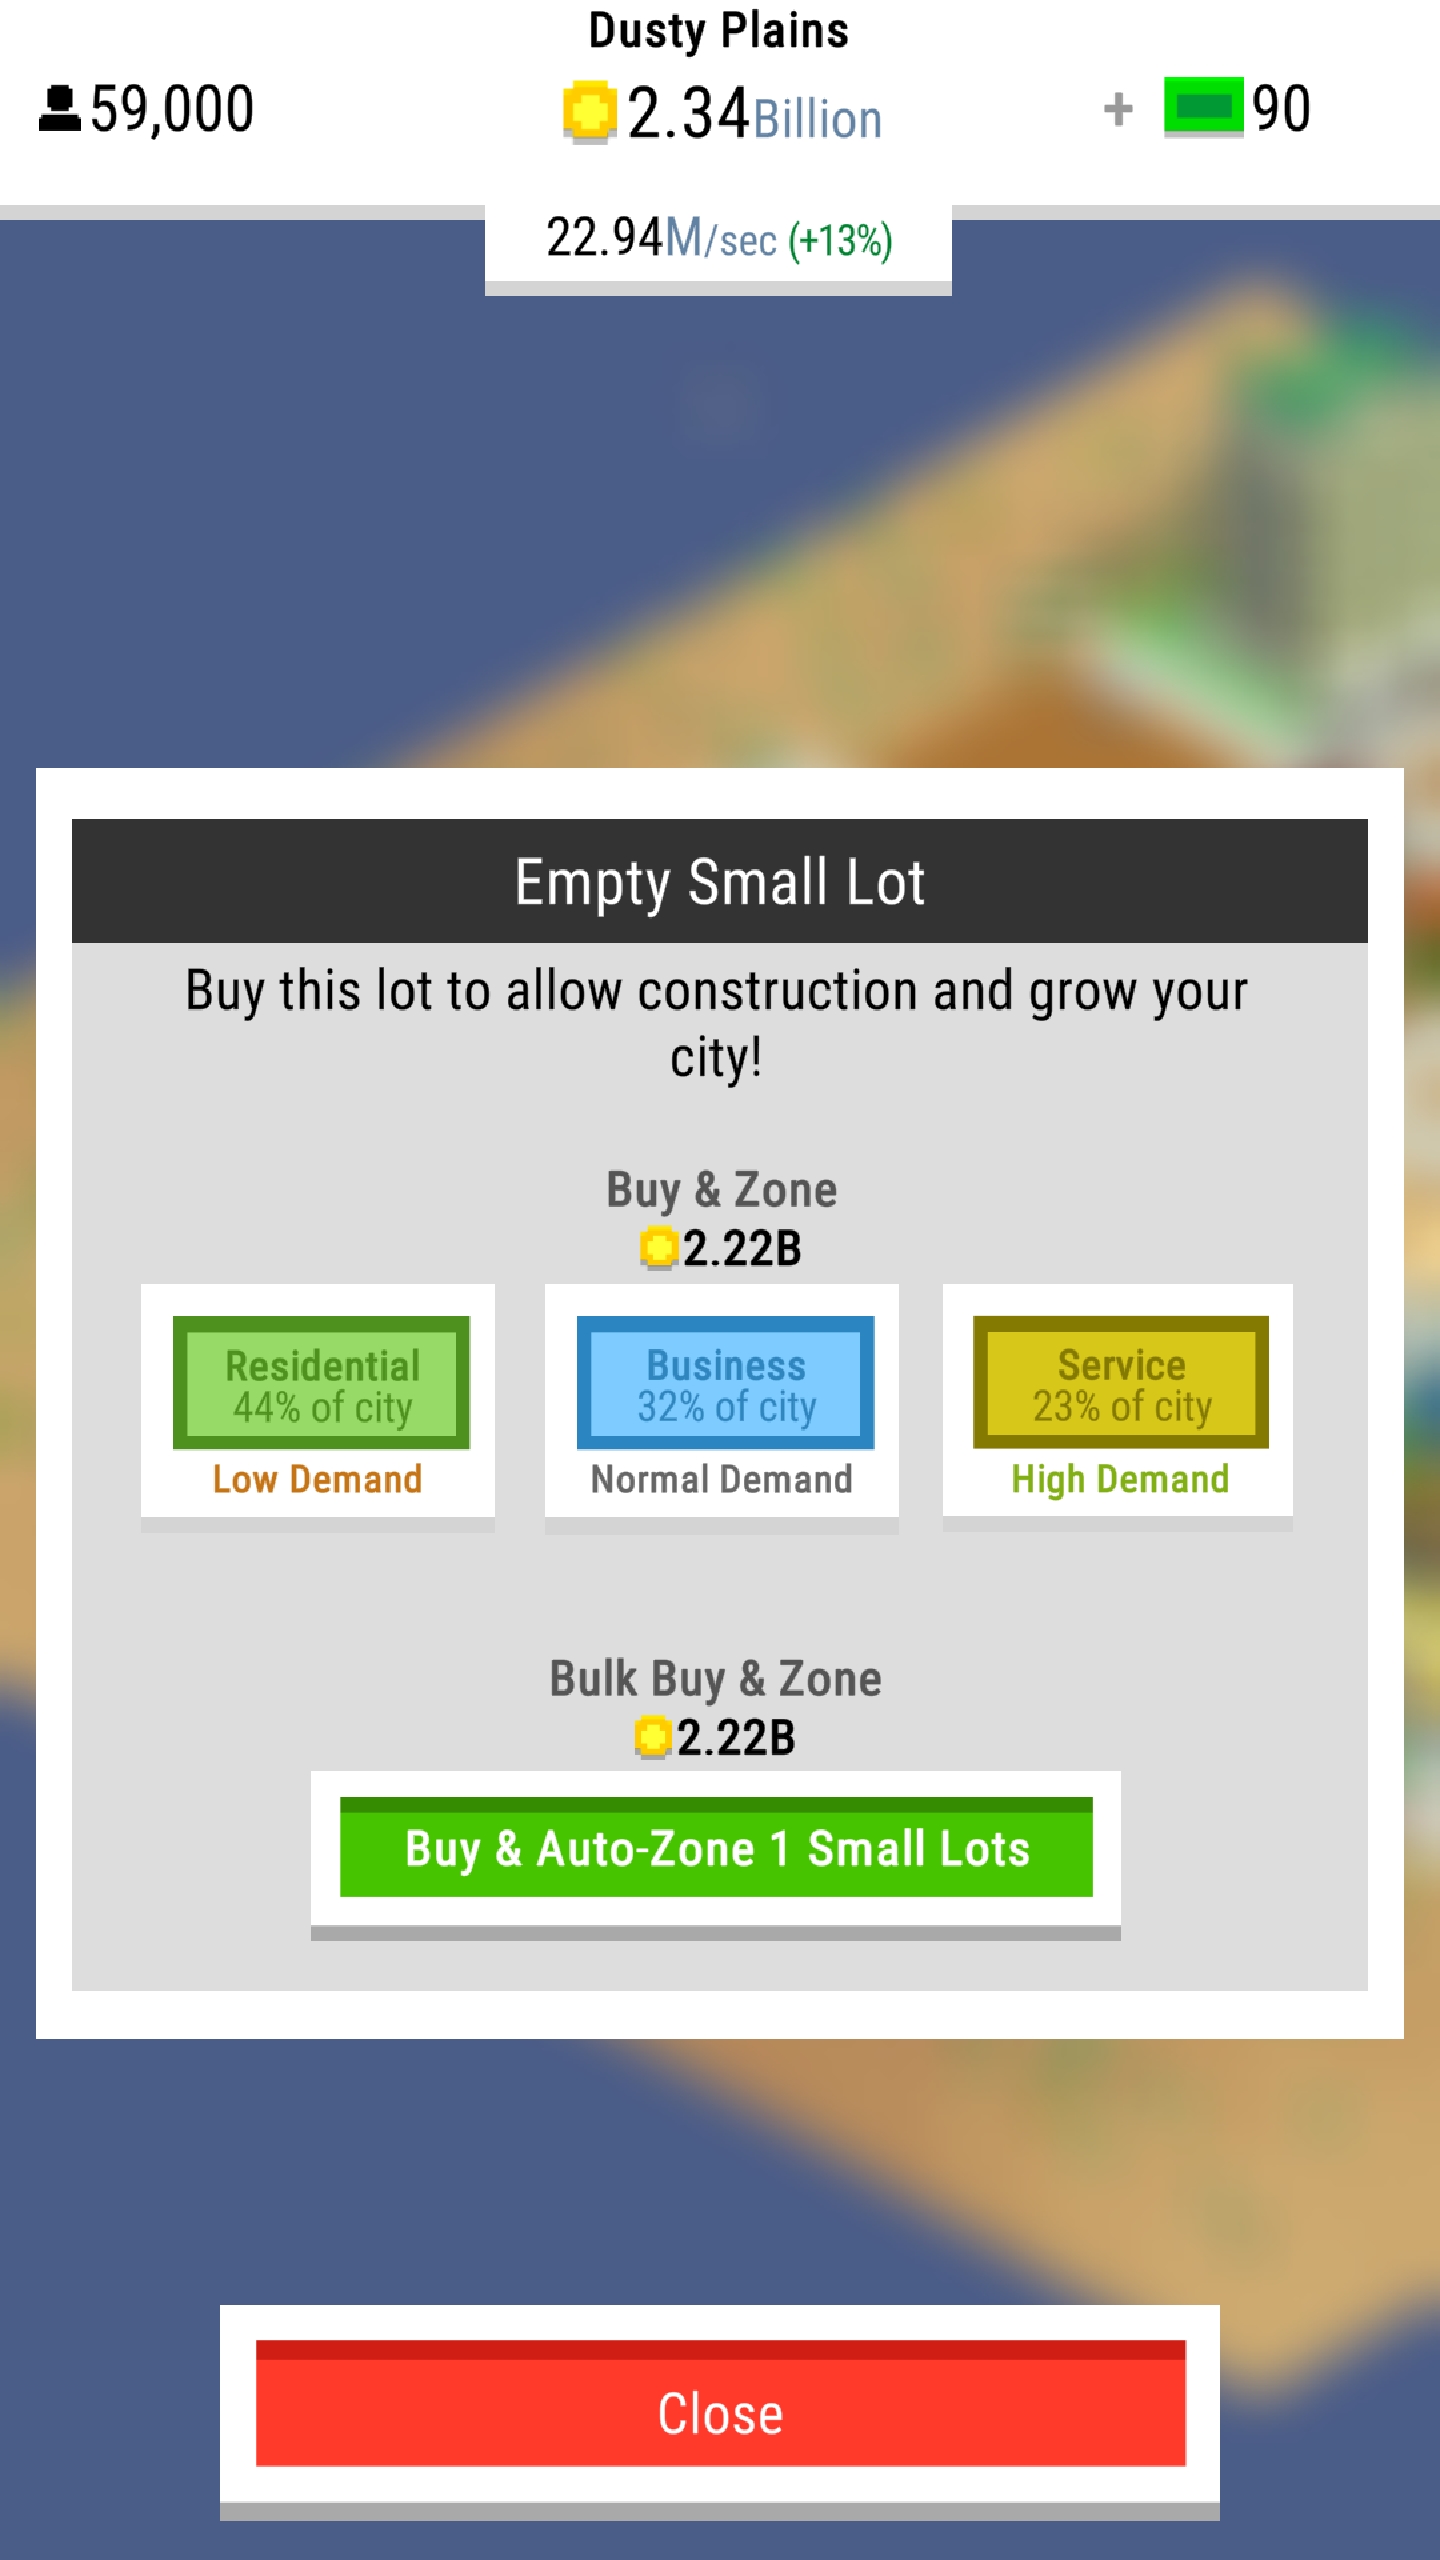 Dusty Plains
59,000
2.34Billion
+ 90
22.94M/sec (+13%)
Empty Small Lot
Buy this lot to allow construction and grow your
city!
Buy & Zone
2.22B
Residential
44% of city
Low Demand
Business
32% of city
Normal Demand
Service
23% of city
High Demand
Bulk Buy & Zone
2.22B
Buy & Auto-Zone 1 Small Lots
Close